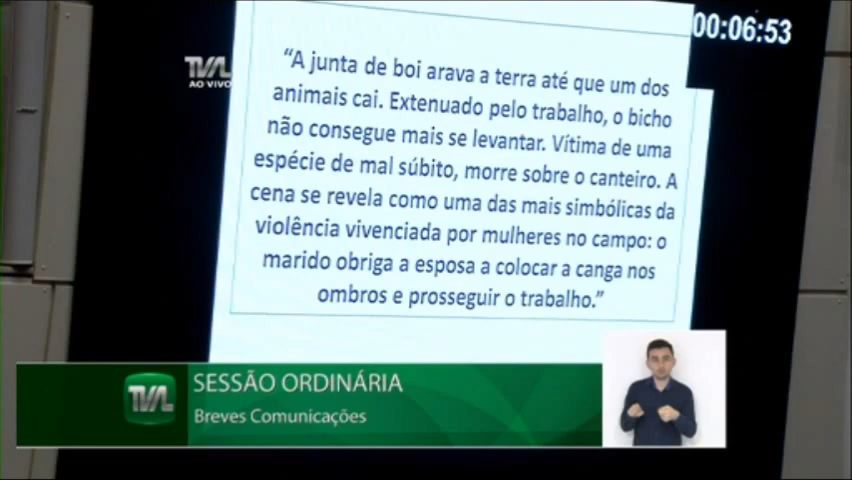 00:06:53
TVAL
AO VIVO
“A junta de boi arava a terra até que um dos
animais cai. Extenuado pelo trabalho, o bicho
não consegue mais se levantar. Vítima de uma
espécie de mal súbito, morre sobre o canteiro. A
cena se revela como uma das mais simbólicas da
violência vivenciada por mulheres no campo: o
marido obriga a esposa a colocar a canga nos
ombros e prosseguir o trabalho.”
TVAL
SESSÃO ORDINÁRIA
Breves Comunicações